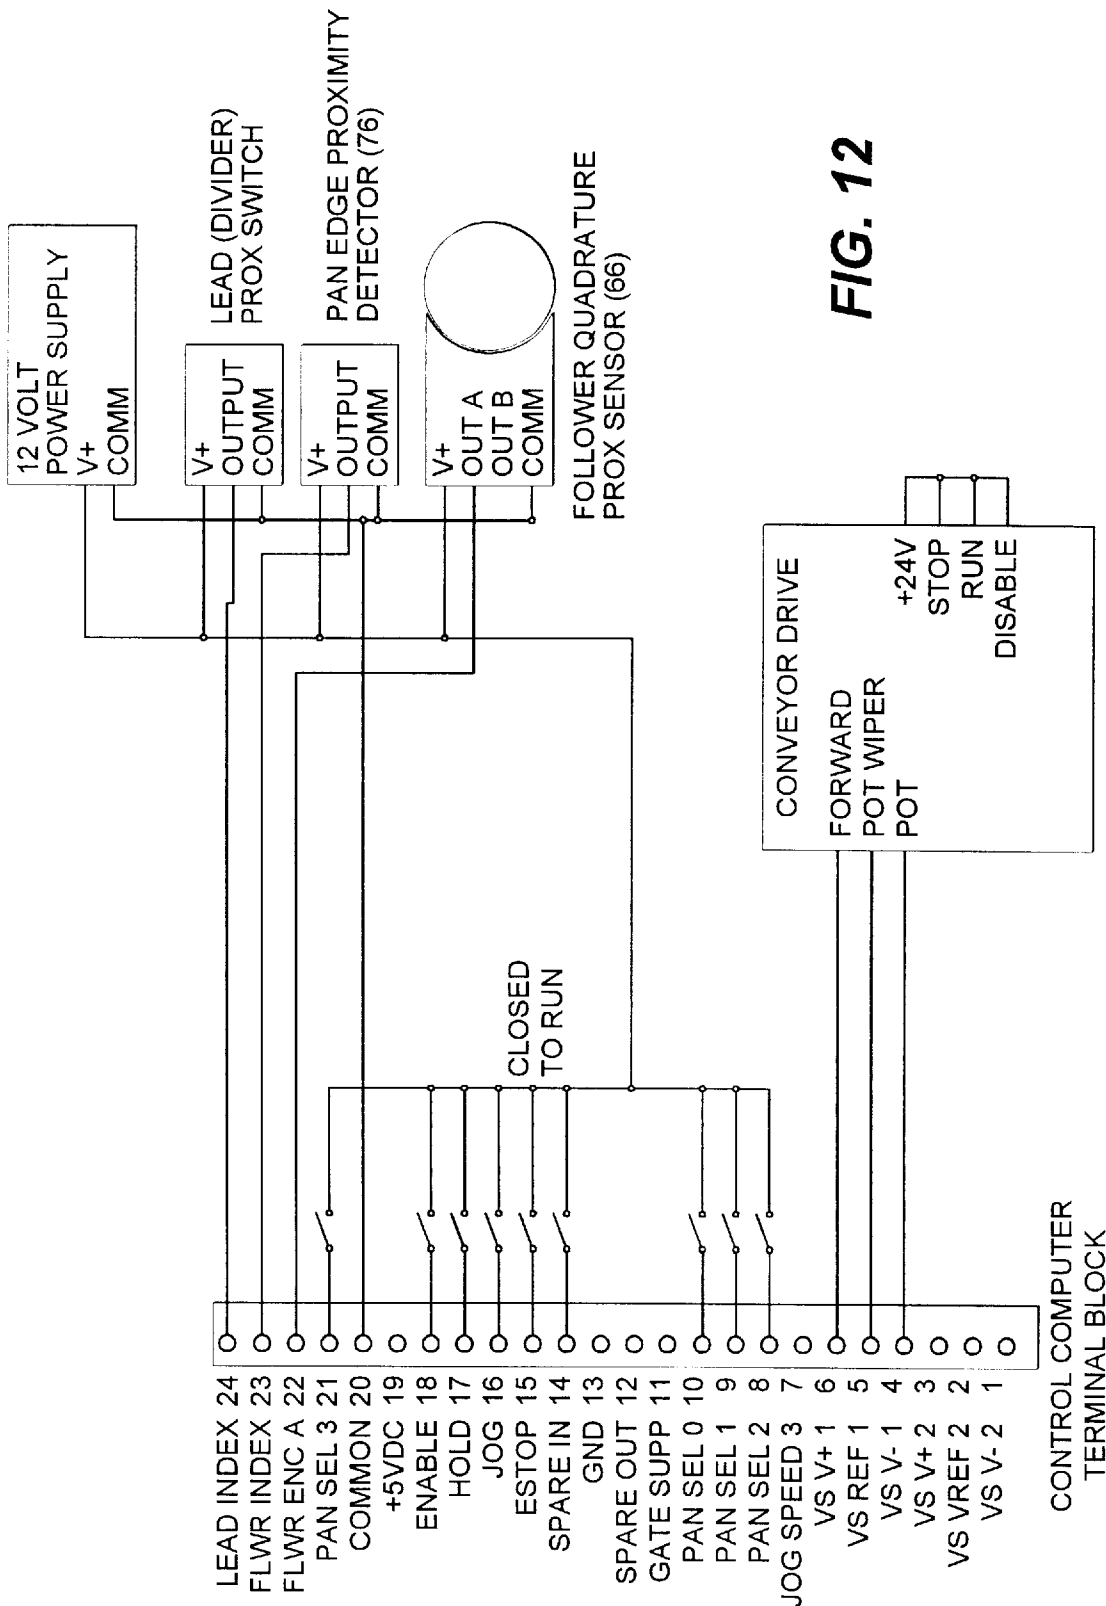 12 VOLT
POWER SUPPLY
V+
COMM
LEAD (DIVIDER)
PROX SWITCH
V+
OUTPUT
COMM
PAN EDGE PROXIMITY
DETECTOR (76)
V+
OUTPUT
COMM
V+
OUT A
OUT B
COMM
FOLLOWER QUADRATURE
PROX SENSOR (66)
FIG. 12
CONVEYOR DRIVE
FORWARD
POT WIPER
POT
+24V
STOP
RUN
DISABLE
CLOSED
TO RUN
LEAD INDEX 24
FLWR INDEX 23
FLWR ENC A 22
PAN SEL 3 21
COMMON 20
+5VDC 19
ENABLE 18
HOLD 17
JOG 16
ESTOP 15
SPARE IN 14
GND 13
SPARE OUT 12
GATE SUPP 11
PAN SEL 0 10
PAN SEL 1 9
PAN SEL 2 8
JOG SPEED 3 7
VS V+ 1 6
VS REF 1 5
VS V- 1 4
VS V+ 2 3
VS VREF 2 2
VS V- 2 1
CONTROL COMPUTER
TERMINAL BLOCK